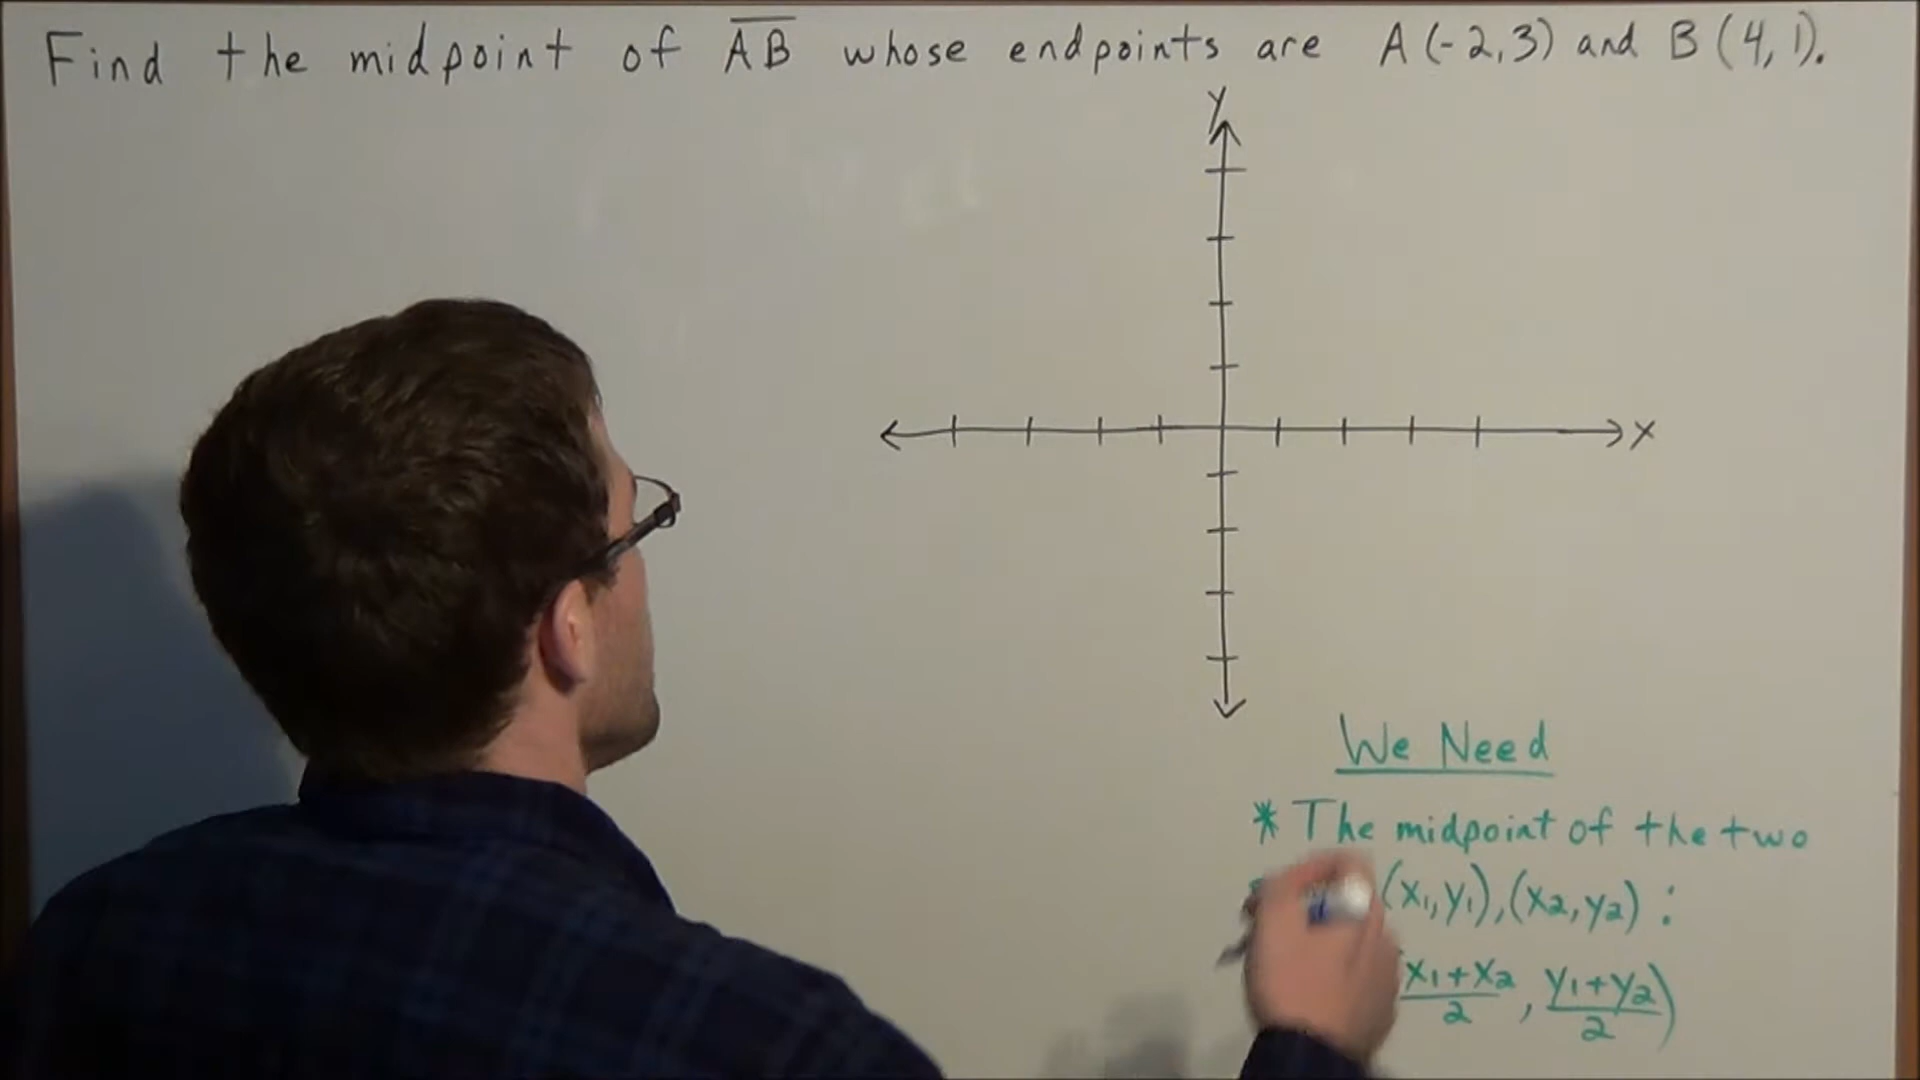 Find the midpoint of AB whose endpoints are A(-2,3) and B(4,1).
y
x
We Need
* The midpoint of the two
(x₁,y₁),(x₂,y₂):
x₁+x₂/2, y₁+y₂/2)